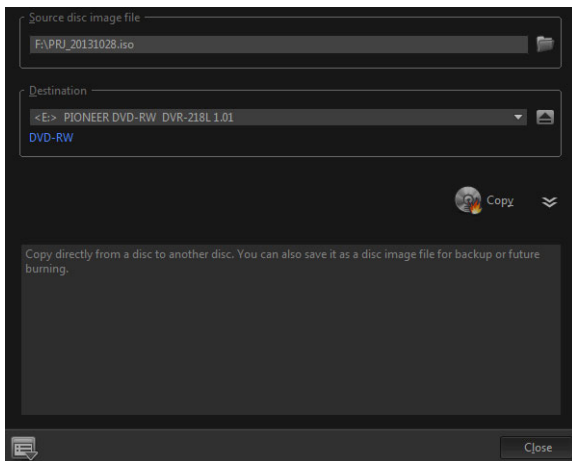 Source disc image file
F:\PRJ_20131028.iso
Destination
<E:> PIONEER DVD-RW DVR-218L 1.01
DVD-RW
Copy
Copy directly from a disc to another disc. You can also save it as a disc image file for backup or future
burning.
Close